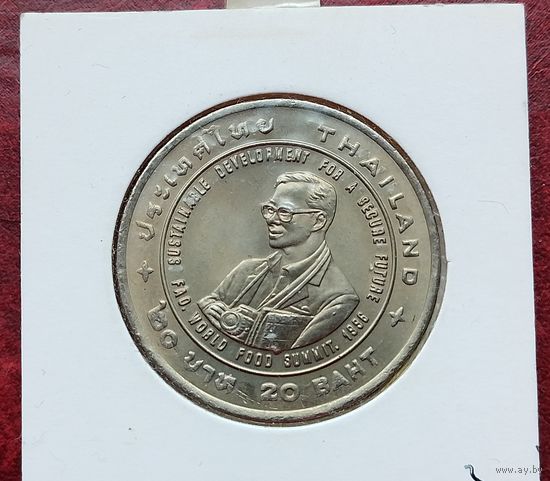 ประเทศไทย THAILAND
SUSTAINABLE DEVELOPMENT FOR A SECURE FUTURE
FAO. WORLD FOOD SUMMIT. 1996
๒๐ บาท 20 BAHT
www.ay.by